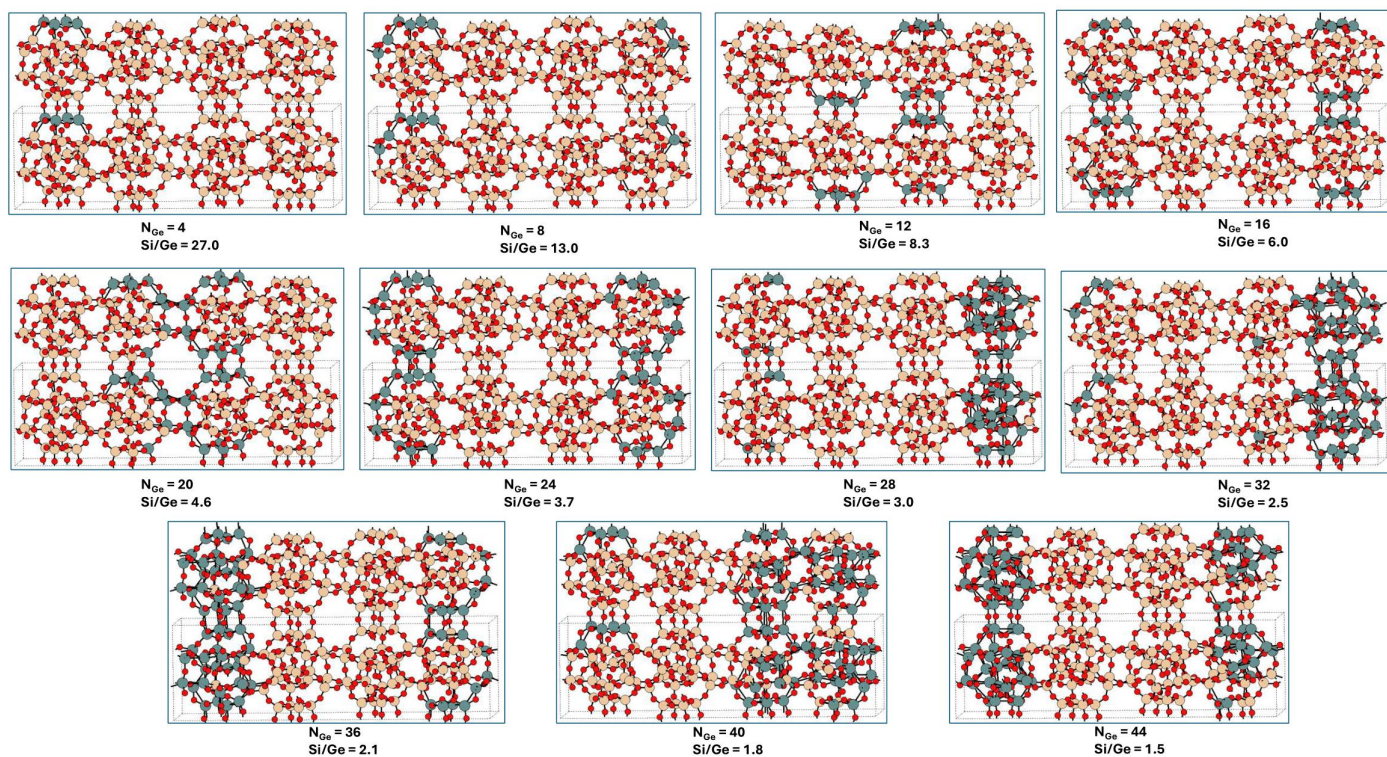 N_Ge = 4
Si/Ge = 27.0
N_Ge = 8
Si/Ge = 13.0
N_Ge = 12
Si/Ge = 8.3
N_Ge = 16
Si/Ge = 6.0
N_Ge = 20
Si/Ge = 4.6
N_Ge = 24
Si/Ge = 3.7
N_Ge = 28
Si/Ge = 3.0
N_Ge = 32
Si/Ge = 2.5
N_Ge = 36
Si/Ge = 2.1
N_Ge = 40
Si/Ge = 1.8
N_Ge = 44
Si/Ge = 1.5